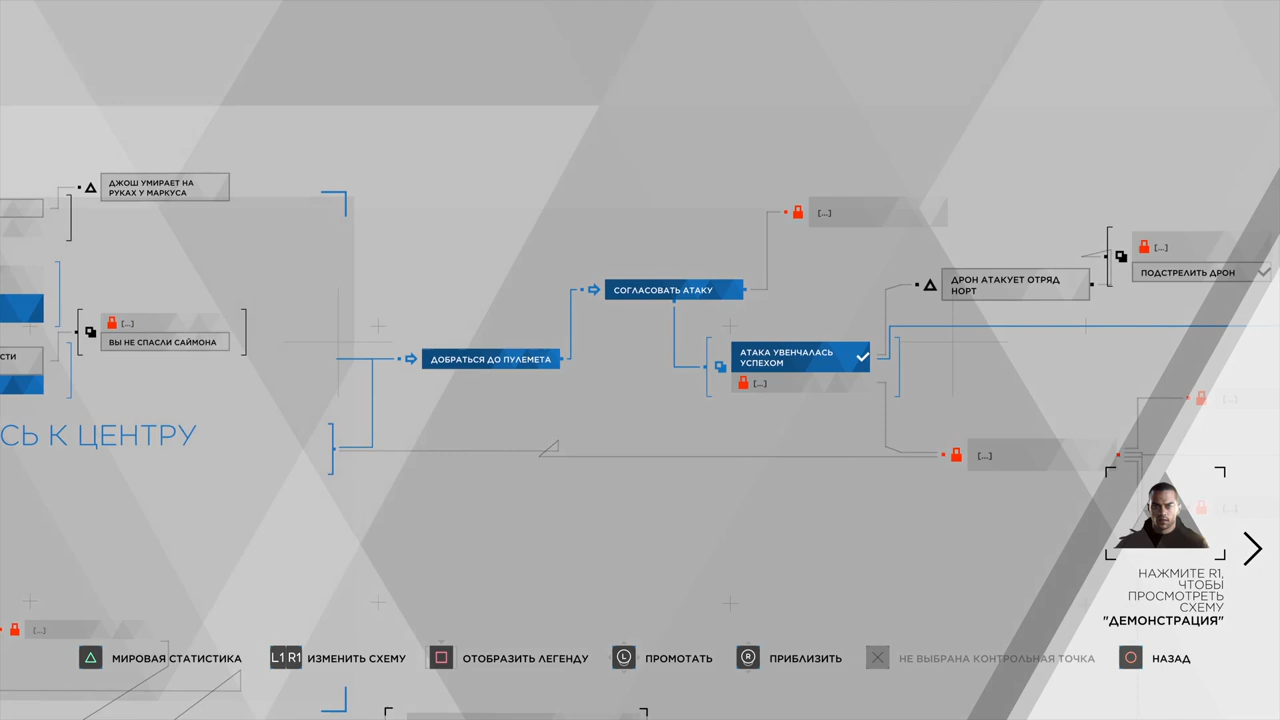 ДЖОШ УМИРАЕТ НА
РУКАХ У МАРКУСА
[...]
[...]
ДРОН АТАКУЕТ ОТРЯД
НОРТ
ПОДСТРЕЛИТЬ ДРОН
СОГЛАСОВАТЬ АТАКУ
[...]
ВЫ НЕ СПАСЛИ САЙМОНА
СТИ
ДОБРАТЬСЯ ДО ПУЛЕМЕТА
АТАКА УВЕНЧАЛАСЬ
УСПЕХОМ
[...]
[...]
СЬ К ЦЕНТРУ
[...]
[...]
НАЖМИТЕ R1,
ЧТОБЫ
ПРОСМОТРЕТЬ
СХЕМУ
"ДЕМОНСТРАЦИЯ"
[...]
МИРОВАЯ СТАТИСТИКА
L1 R1 ИЗМЕНИТЬ СХЕМУ
ОТОБРАЗИТЬ ЛЕГЕНДУ
L ПРОМОТАТЬ
R ПРИБЛИЗИТЬ
НЕ ВЫБРАНА КОНТРОЛЬНАЯ ТОЧКА
НАЗАД